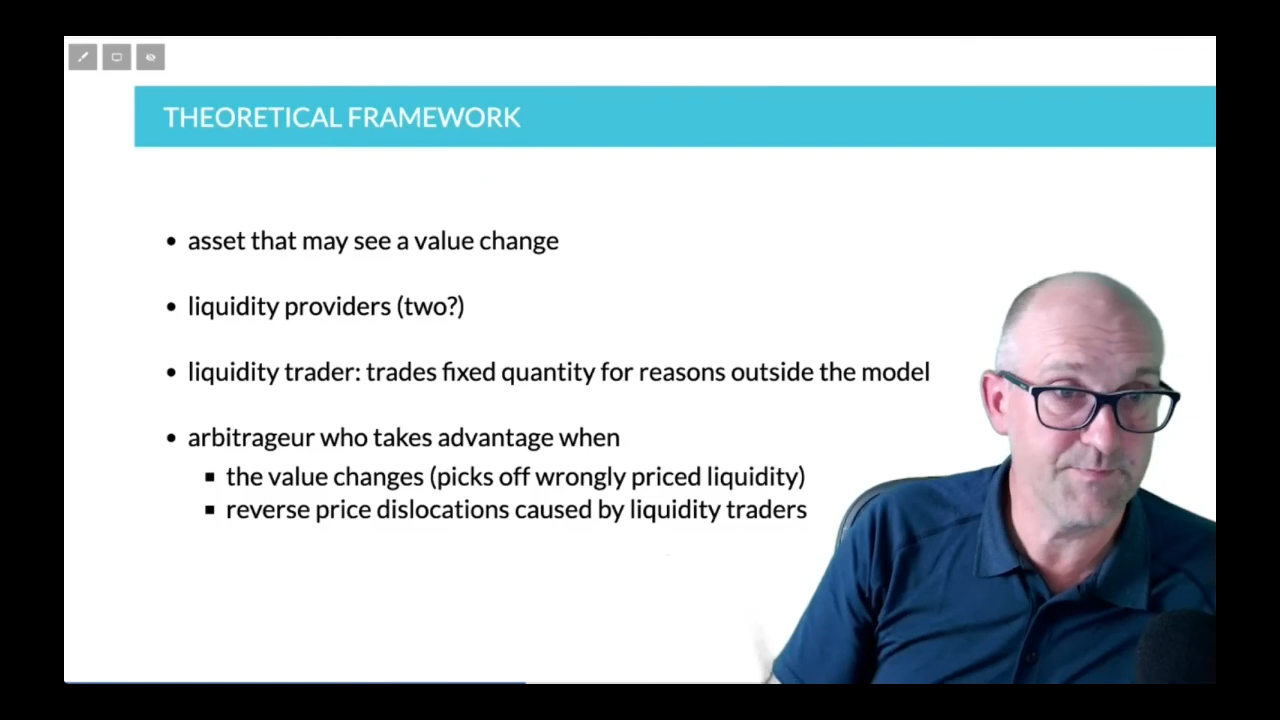 THEORETICAL FRAMEWORK
• asset that may see a value change
• liquidity providers (two?)
• liquidity trader: trades fixed quantity for reasons outside the model
• arbitrageur who takes advantage when
▪ the value changes (picks off wrongly priced liquidity)
▪ reverse price dislocations caused by liquidity traders